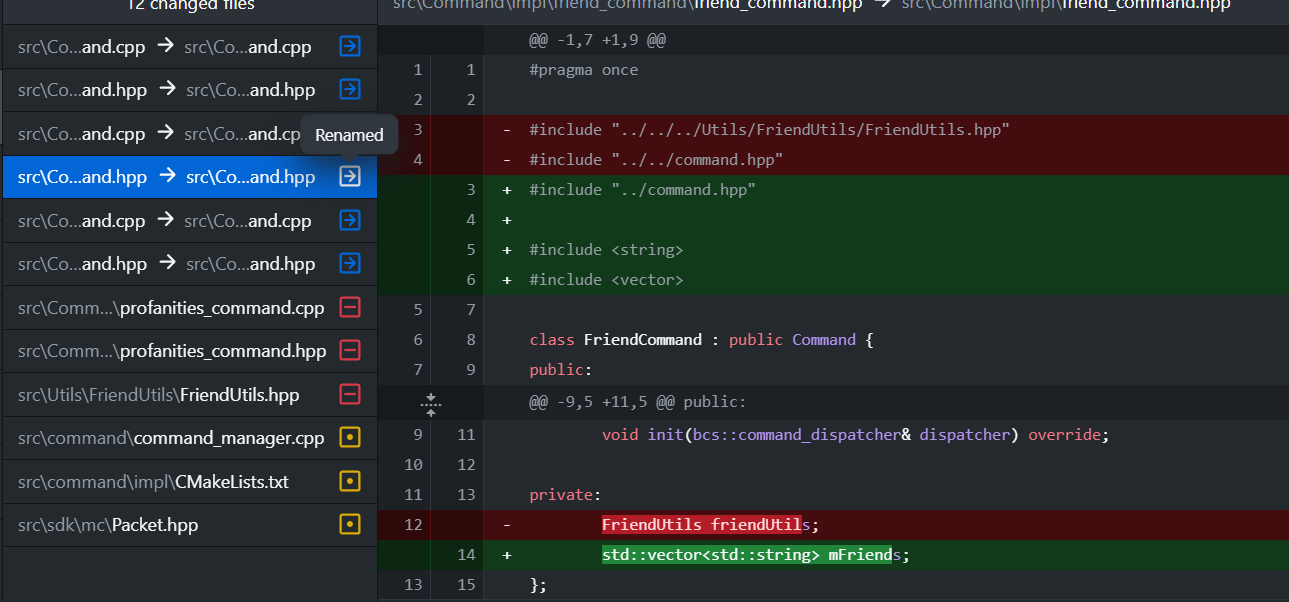 12 changed files
src\Co...and.cpp → src\Co...and.cpp
src\Co...and.hpp → src\Co...and.hpp
src\Co...and.cpp → src\Co...and.cp
Renamed
src\Co...and.hpp → src\Co...and.hpp
src\Co...and.cpp → src\Co...and.cpp
src\Co...and.hpp → src\Co...and.hpp
src\Comm...\profanities_command.cpp
src\Comm...\profanities_command.hpp
src\Utils\FriendUtils\FriendUtils.hpp
src\command\command_manager.cpp
src\command\impl\CMakeLists.txt
src\sdk\mc\Packet.hpp
src\Command\impl\friend_command\friend_command.hpp → src\Command\impl\friend_command.hpp
@@ -1,7 +1,9 @@
1 1 #pragma once
2 2
3 - #include "../../../Utils/FriendUtils/FriendUtils.hpp"
4 - #include "../../command.hpp"
3 + #include "../command.hpp"
4 +
5 + #include <string>
6 + #include <vector>
5 7
6 8 class FriendCommand : public Command {
7 9 public:
@@ -9,5 +11,5 @@ public:
9 11 void init(bcs::command_dispatcher& dispatcher) override;
10 12
11 13 private:
12 - FriendUtils friendUtils;
14 + std::vector<std::string> mFriends;
13 15 };